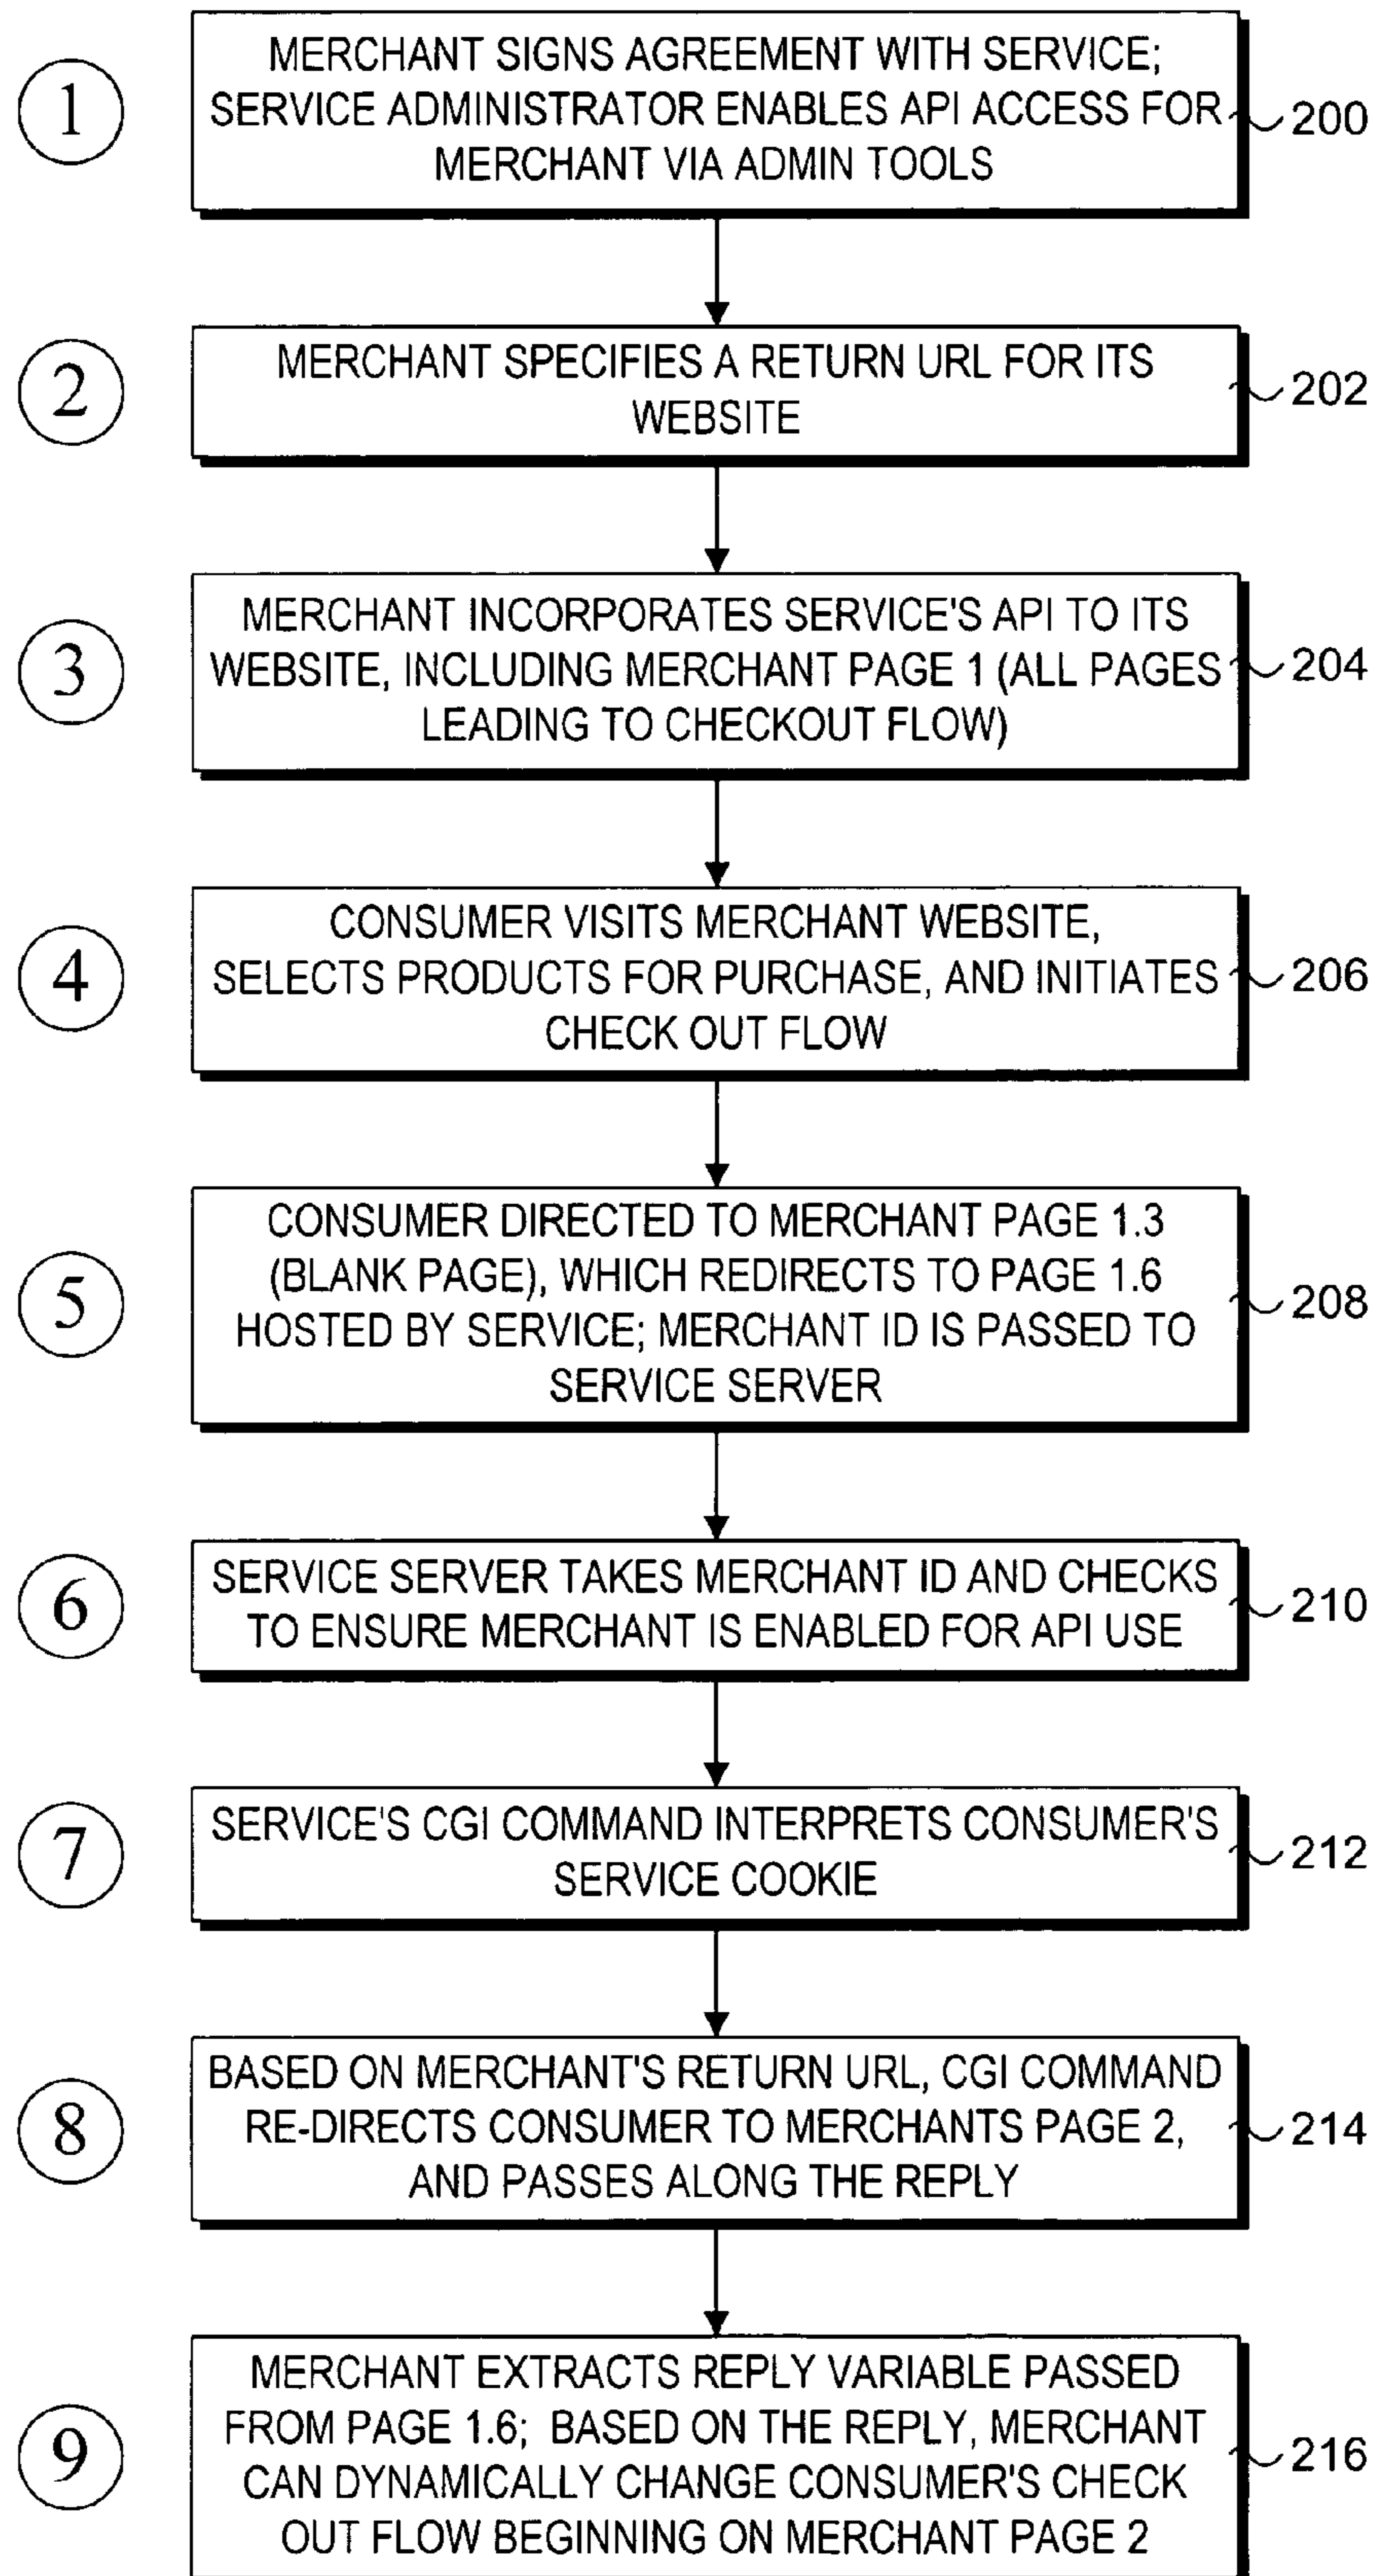 1
MERCHANT SIGNS AGREEMENT WITH SERVICE;
SERVICE ADMINISTRATOR ENABLES API ACCESS FOR
MERCHANT VIA ADMIN TOOLS
200
2
MERCHANT SPECIFIES A RETURN URL FOR ITS
WEBSITE
202
3
MERCHANT INCORPORATES SERVICE'S API TO ITS
WEBSITE, INCLUDING MERCHANT PAGE 1 (ALL PAGES
LEADING TO CHECKOUT FLOW)
204
4
CONSUMER VISITS MERCHANT WEBSITE,
SELECTS PRODUCTS FOR PURCHASE, AND INITIATES
CHECK OUT FLOW
206
5
CONSUMER DIRECTED TO MERCHANT PAGE 1.3
(BLANK PAGE), WHICH REDIRECTS TO PAGE 1.6
HOSTED BY SERVICE; MERCHANT ID IS PASSED TO
SERVICE SERVER
208
6
SERVICE SERVER TAKES MERCHANT ID AND CHECKS
TO ENSURE MERCHANT IS ENABLED FOR API USE
210
7
SERVICE'S CGI COMMAND INTERPRETS CONSUMER'S
SERVICE COOKIE
212
8
BASED ON MERCHANT'S RETURN URL, CGI COMMAND
RE-DIRECTS CONSUMER TO MERCHANTS PAGE 2,
AND PASSES ALONG THE REPLY
214
9
MERCHANT EXTRACTS REPLY VARIABLE PASSED
FROM PAGE 1.6; BASED ON THE REPLY, MERCHANT
CAN DYNAMICALLY CHANGE CONSUMER'S CHECK
OUT FLOW BEGINNING ON MERCHANT PAGE 2
216